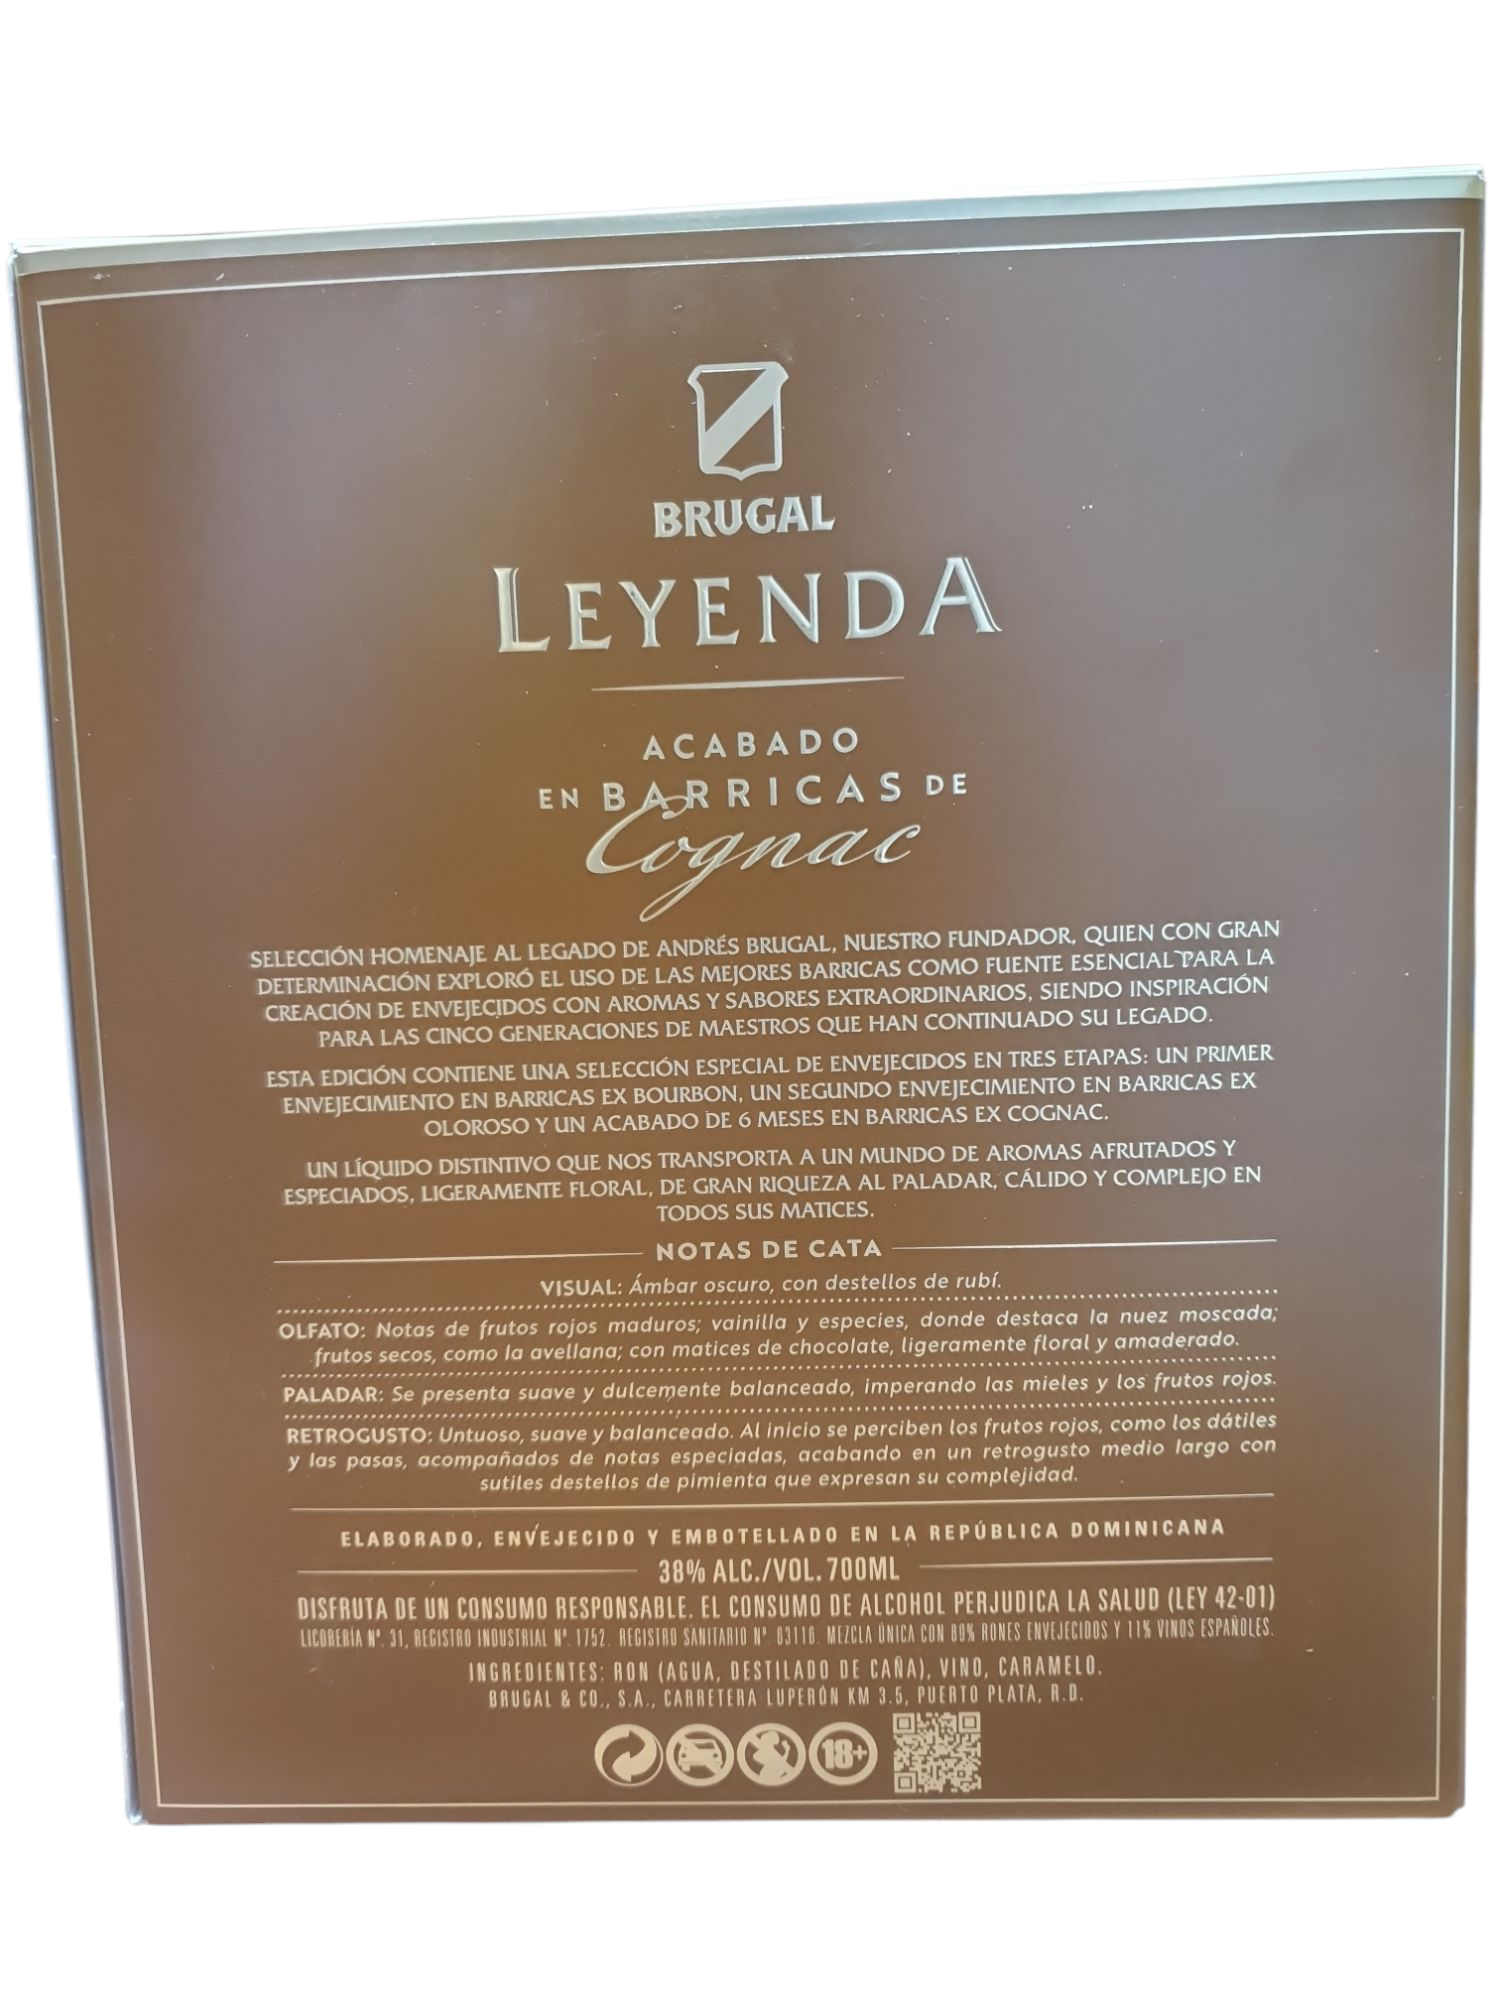 BRUGAL
LEYENDA
ACABADO
EN BARRICAS DE
Cognac
SELECCIÓN HOMENAJE AL LEGADO DE ANDRÉS BRUGAL, NUESTRO FUNDADOR, QUIEN CON GRAN
DETERMINACIÓN EXPLORÓ EL USO DE LAS MEJORES BARRICAS COMO FUENTE ESENCIAL PARA LA
CREACIÓN DE ENVEJECIDOS CON AROMAS Y SABORES EXTRAORDINARIOS, SIENDO INSPIRACIÓN
PARA LAS CINCO GENERACIONES DE MAESTROS QUE HAN CONTINUADO SU LEGADO.
ESTA EDICIÓN CONTIENE UNA SELECCIÓN ESPECIAL DE ENVEJECIDOS EN TRES ETAPAS: UN PRIMER
ENVEJECIMIENTO EN BARRICAS EX BOURBON, UN SEGUNDO ENVEJECIMIENTO EN BARRICAS EX
OLOROSO Y UN ACABADO DE 6 MESES EN BARRICAS EX COGNAC.
UN LÍQUIDO DISTINTIVO QUE NOS TRANSPORTA A UN MUNDO DE AROMAS AFRUTADOS Y
ESPECIADOS, LIGERAMENTE FLORAL, DE GRAN RIQUEZA AL PALADAR, CÁLIDO Y COMPLEJO EN
TODOS SUS MATICES.
NOTAS DE CATA
VISUAL: Ámbar oscuro, con destellos de rubí.
OLFATO: Notas de frutos rojos maduros; vainilla y especies, donde destaca la nuez moscada;
frutos secos, como la avellana; con matices de chocolate, ligeramente floral y amaderado.
PALADAR: Se presenta suave y dulcemente balanceado, imperando las mieles y los frutos rojos.
RETROGUSTO: Untuoso, suave y balanceado. Al inicio se perciben los frutos rojos, como los dátiles
y las pasas, acompañados de notas especiadas, acabando en un retrogusto medio largo con
sutiles destellos de pimienta que expresan su complejidad.
ELABORADO, ENVEJECIDO Y EMBOTELLADO EN LA REPÚBLICA DOMINICANA
38% ALC./VOL. 700ML
DISFRUTA DE UN CONSUMO RESPONSABLE. EL CONSUMO DE ALCOHOL PERJUDICA LA SALUD (LEY 42-01)
LICORERÍA Nº. 31, REGISTRO INDUSTRIAL Nº. 1752. REGISTRO SANITARIO Nº. 63116. MEZCLA ÚNICA CON 89% RONES ENVEJECIDOS Y 11% VINOS ESPAÑOLES.
INGREDIENTES: RON (AGUA, DESTILADO DE CAÑA), VINO, CARAMELO.
BRUGAL & CO., S.A., CARRETERA LUPERÓN KM 3.5, PUERTO PLATA, R.D.
18+